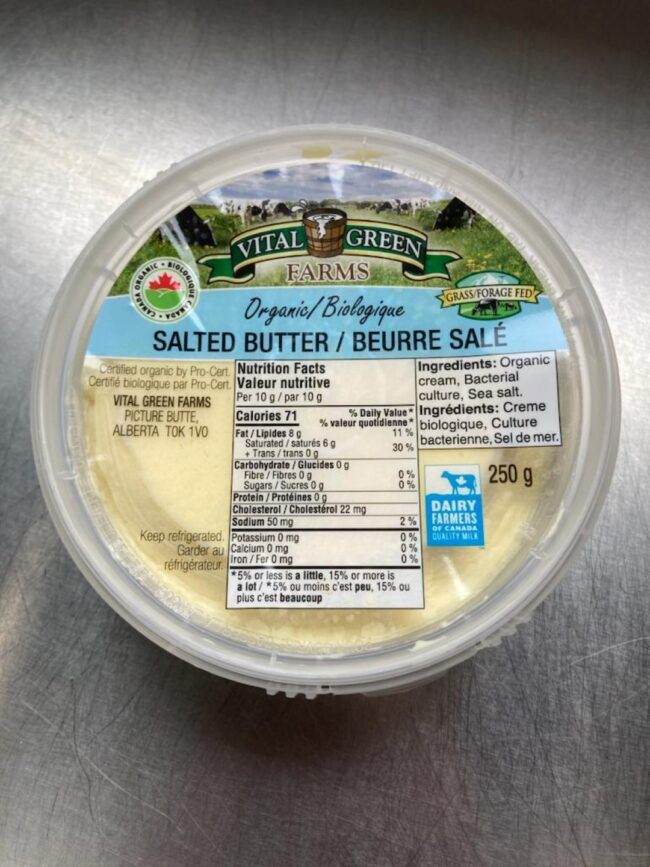 VITAL GREEN
FARMS
CANADA ORGANIC • BIOLOGIQUE CANADA •
GRASS/FORAGE FED
Organic/Biologique
SALTED BUTTER / BEURRE SALÉ
Certified organic by Pro-Cert.
Certifié biologique par Pro-Cert.
VITAL GREEN FARMS
PICTURE BUTTE,
ALBERTA TOK 1VO
Keep refrigerated.
Garder au
réfrigérateur.
Nutrition Facts
Valeur nutritive
Per 10 g / par 10 g
Calories 71
% Daily Value*
% valeur quotidienne*
Fat / Lipides 8 g 11 %
Saturated / saturés 6 g
+ Trans / trans 0 g 30 %
Carbohydrate / Glucides 0 g
Fibre / Fibres 0 g 0 %
Sugars / Sucres 0 g 0 %
Protein / Protéines 0 g
Cholesterol / Cholestérol 22 mg
Sodium 50 mg 2 %
Potassium 0 mg 0 %
Calcium 0 mg 0 %
Iron / Fer 0 mg 0 %
*5% or less is a little, 15% or more is
a lot / *5% ou moins c'est peu, 15% ou
plus c'est beaucoup
Ingredients: Organic
cream, Bacterial
culture, Sea salt.
Ingrédients: Creme
biologique, Culture
bacterienne, Sel de mer.
250 g
DAIRY
FARMERS
OF CANADA
QUALITY MILK